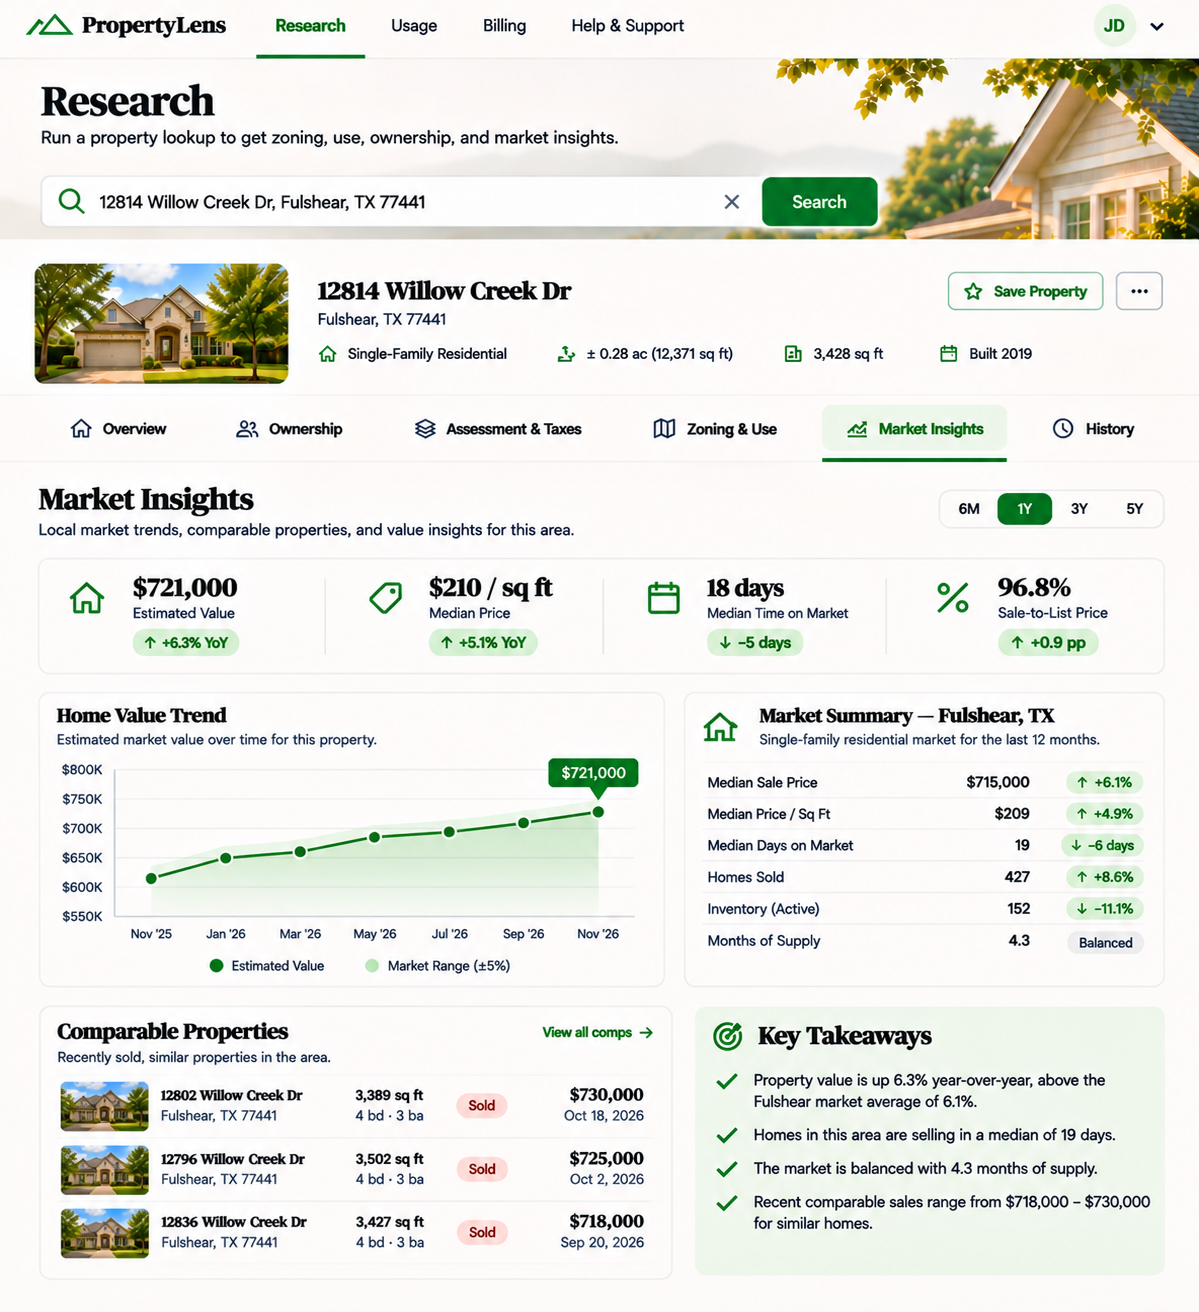 PropertyLens
Research
Usage
Billing
Help & Support
JD
Research
Run a property lookup to get zoning, use, ownership, and market insights.
12814 Willow Creek Dr, Fulshear, TX 77441
Search
12814 Willow Creek Dr
Fulshear, TX 77441
Save Property
Single-Family Residential
± 0.28 ac (12,371 sq ft)
3,428 sq ft
Built 2019
Overview
Ownership
Assessment & Taxes
Zoning & Use
Market Insights
History
Market Insights
Local market trends, comparable properties, and value insights for this area.
6M
1Y
3Y
5Y
$721,000
Estimated Value
↑ +6.3% YoY
$210 / sq ft
Median Price
↑ +5.1% YoY
18 days
Median Time on Market
↓ −5 days
96.8%
Sale-to-List Price
↑ +0.9 pp
Home Value Trend
Estimated market value over time for this property.
$800K
$750K
$700K
$650K
$600K
$550K
$721,000
Nov '25
Jan '26
Mar '26
May '26
Jul '26
Sep '26
Nov '26
Estimated Value
Market Range (±5%)
Market Summary — Fulshear, TX
Single-family residential market for the last 12 months.
Median Sale Price $715,000 ↑ +6.1%
Median Price / Sq Ft $209 ↑ +4.9%
Median Days on Market 19 ↓ −6 days
Homes Sold 427 ↑ +8.6%
Inventory (Active) 152 ↓ −11.1%
Months of Supply 4.3 Balanced
Comparable Properties
View all comps →
Recently sold, similar properties in the area.
12802 Willow Creek Dr 3,389 sq ft Sold $730,000
Fulshear, TX 77441 4 bd · 3 ba Oct 18, 2026
12796 Willow Creek Dr 3,502 sq ft Sold $725,000
Fulshear, TX 77441 4 bd · 3 ba Oct 2, 2026
12836 Willow Creek Dr 3,427 sq ft Sold $718,000
Fulshear, TX 77441 4 bd · 3 ba Sep 20, 2026
Key Takeaways
Property value is up 6.3% year-over-year, above the
Fulshear market average of 6.1%.
Homes in this area are selling in a median of 19 days.
The market is balanced with 4.3 months of supply.
Recent comparable sales range from $718,000 – $730,000
for similar homes.